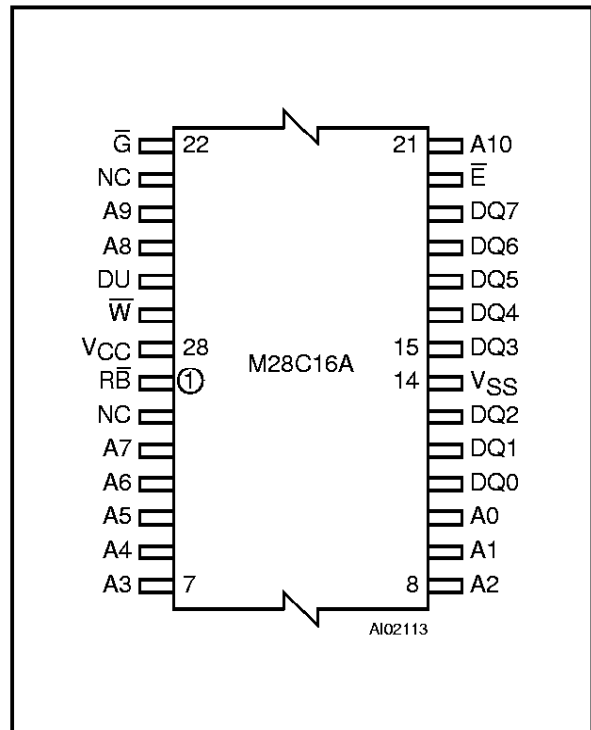 G̅ 22 21 A10
NC E̅
A9 DQ7
A8 DQ6
DU DQ5
W̅ DQ4
VCC 28 15 DQ3
M28C16A
RB̅ 1 14 VSS
NC DQ2
A7 DQ1
A6 DQ0
A5 A0
A4 A1
A3 7 8 A2
AI02113